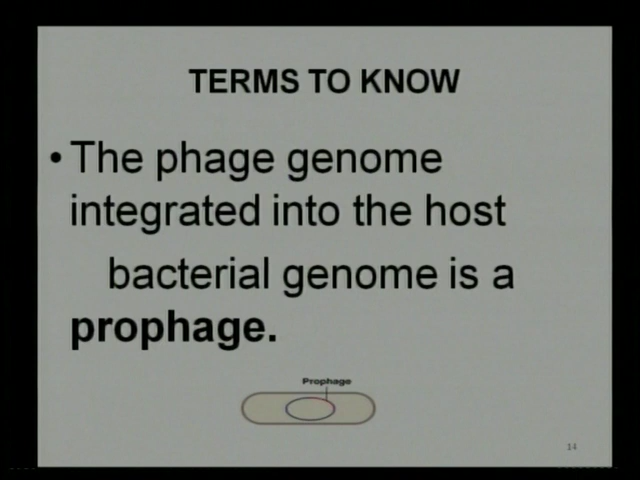 TERMS TO KNOW
• The phage genome
integrated into the host
bacterial genome is a
prophage.
Prophage
14